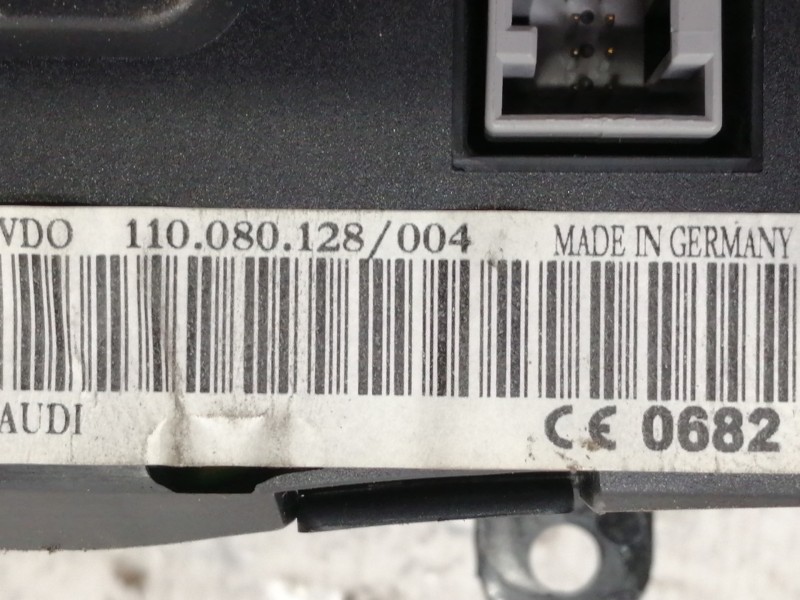 VDO 110.080.128/004 MADE IN GERMANY
AUDI CE 0682